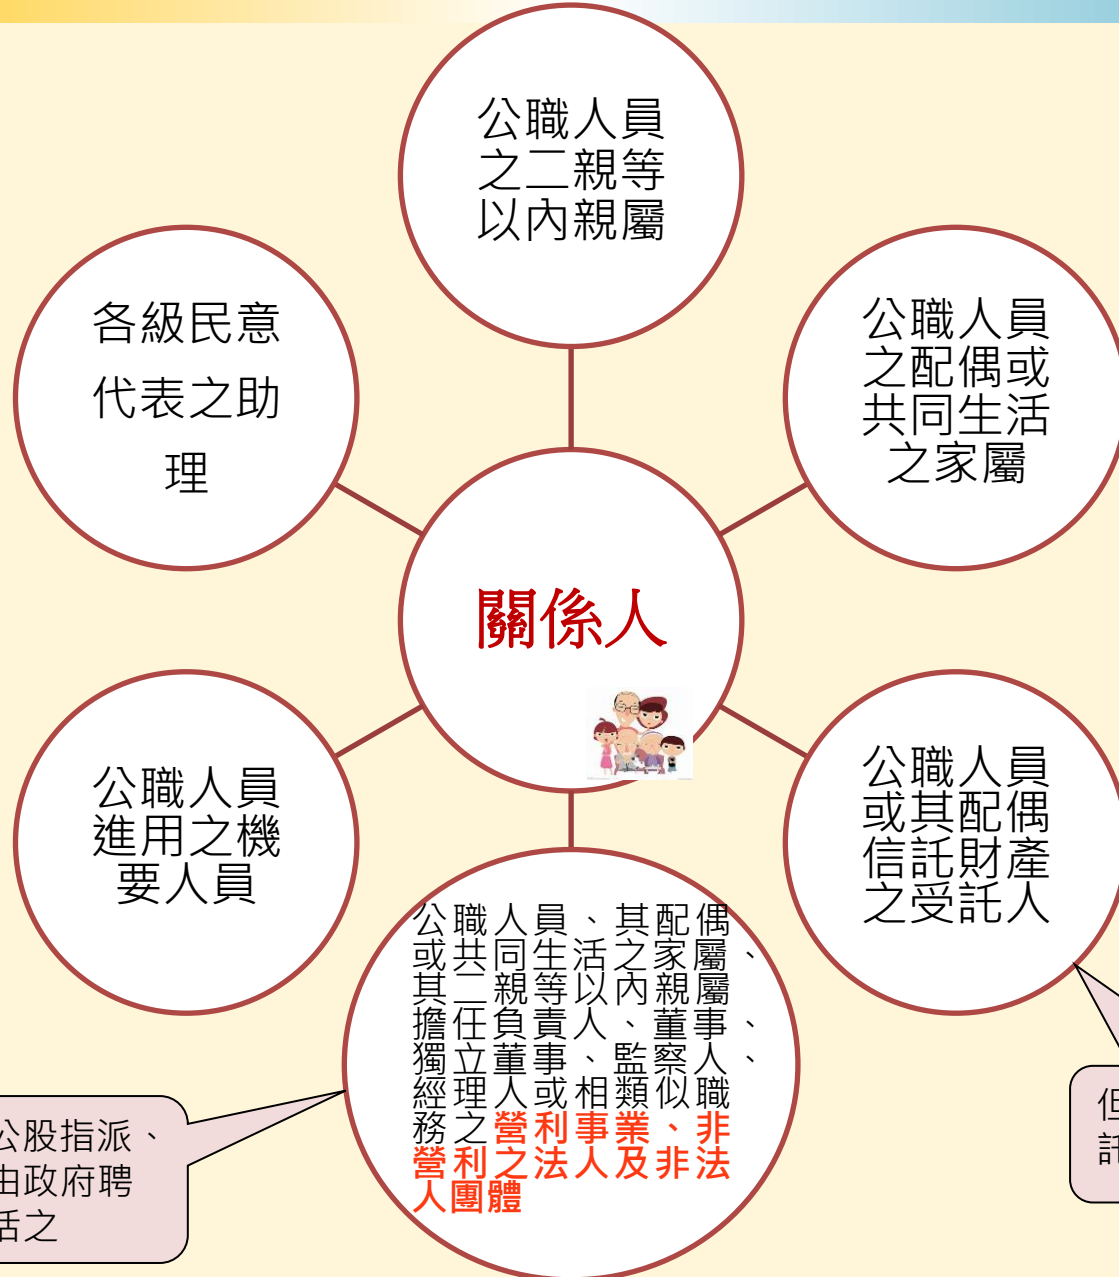 公職人員
之二親等
以內親屬
各級民意
代表之助
理
公職人員
之配偶或
共同生活
之家屬
關係人
公職人員
進用之機
要人員
公職人員
或其配偶
信託財產
之受託人
公職人員、其配偶
或共同生活之家屬、
其二親等以內親屬
擔任負責人、董事、
獨立董事、監察人、
經理人或相類似職
務之營利事業、非
營利之法人及非法
人團體
公股指派、
由政府聘
括之
但
託